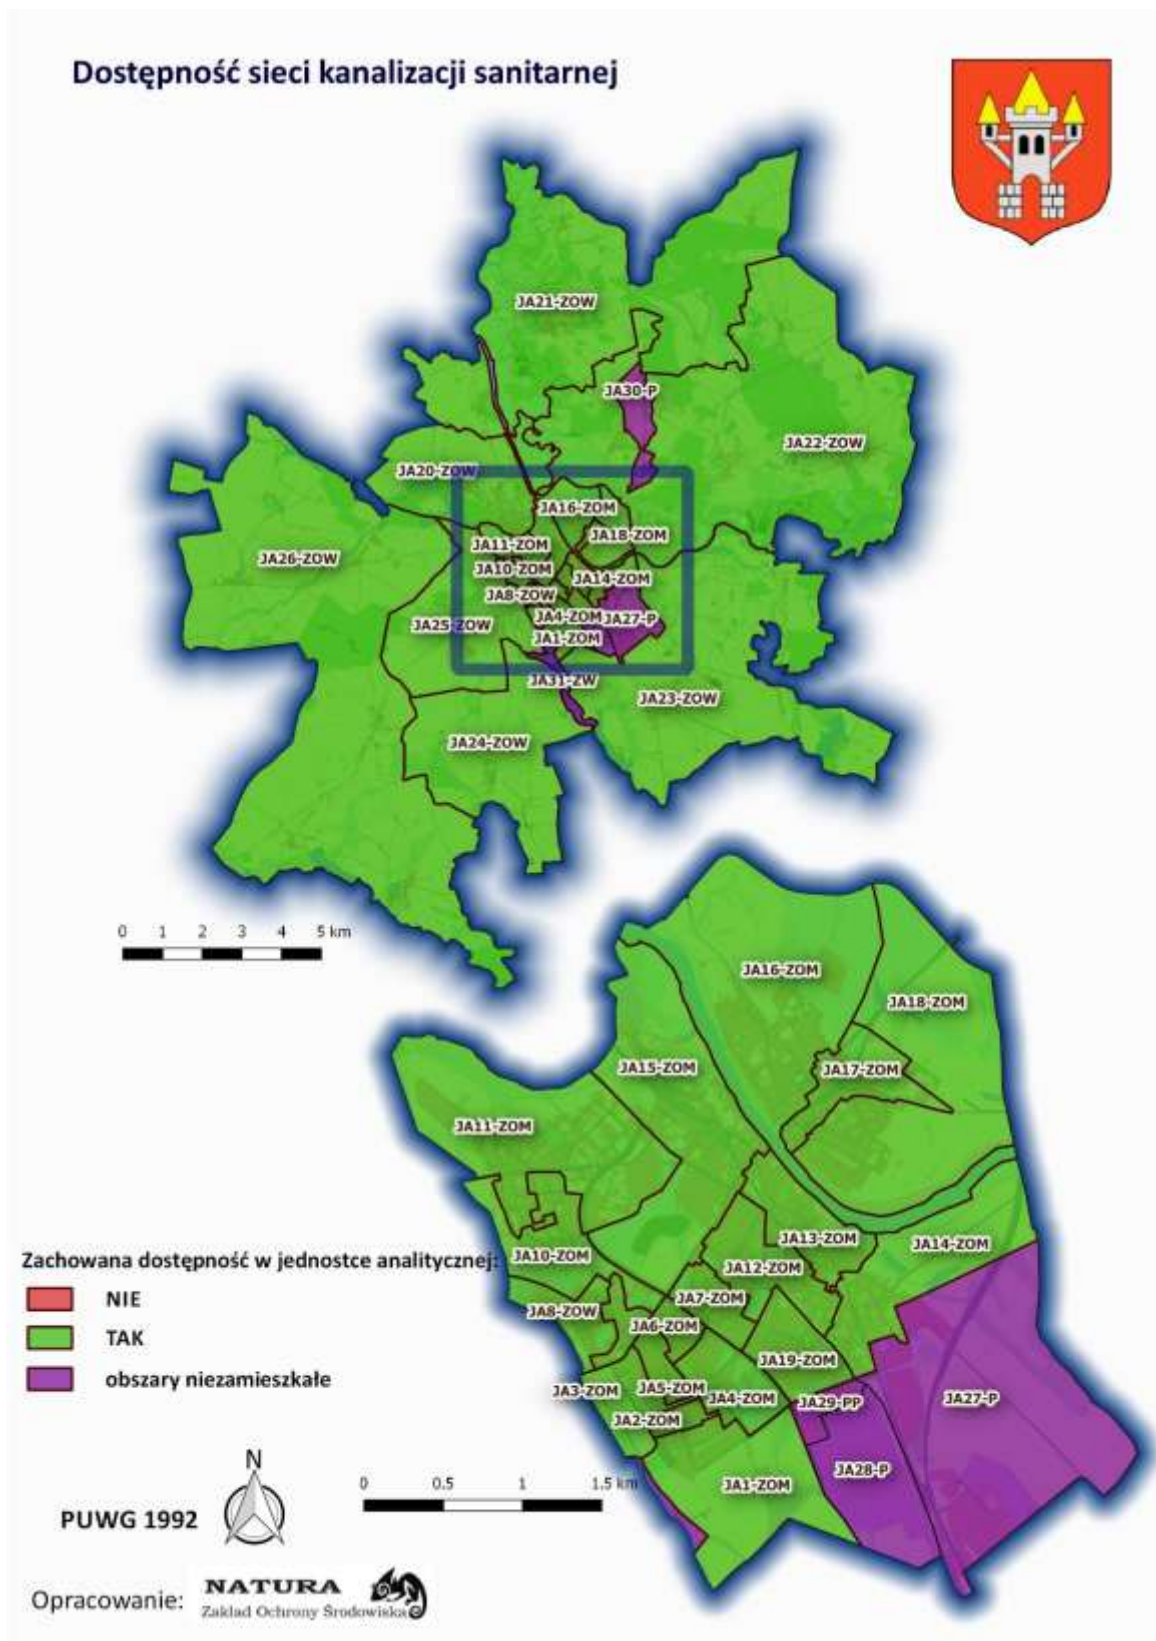 Dostępność sieci kanalizacji sanitarnej
JA21-ZOW
JA30-P
JA22-ZOW
JA20-ZOW
JA16-ZOM
JA18-ZOM
JA11-ZOM
JA26-ZOW
JA10-ZOM
JA14-ZOM
JA8-ZOW
JA4-ZOM
JA27-P
JA25-ZOW
JA1-ZOM
JA31-ZW
JA23-ZOW
JA24-ZOW
0 1 2 3 4 5 km
JA16-ZOM
JA18-ZOM
JA15-ZOM
JA17-ZOM
JA11-ZOM
JA13-ZOM
JA14-ZOM
JA10-ZOM
JA12-ZOM
Zachowana dostępność w jednostce analitycznej:
NIE
TAK
obszary niezamieszkałe
JA7-ZOM
JA8-ZOW
JA6-ZOM
JA19-ZOM
JA3-ZOM
JA5-ZOM
JA4-ZOM
JA29-PP
JA27-P
JA2-ZOM
JA28-P
JA1-ZOM
N
0 0.5 1 1.5 km
PUWG 1992
Opracowanie:
NATURA
Zakład Ochrony Środowiska